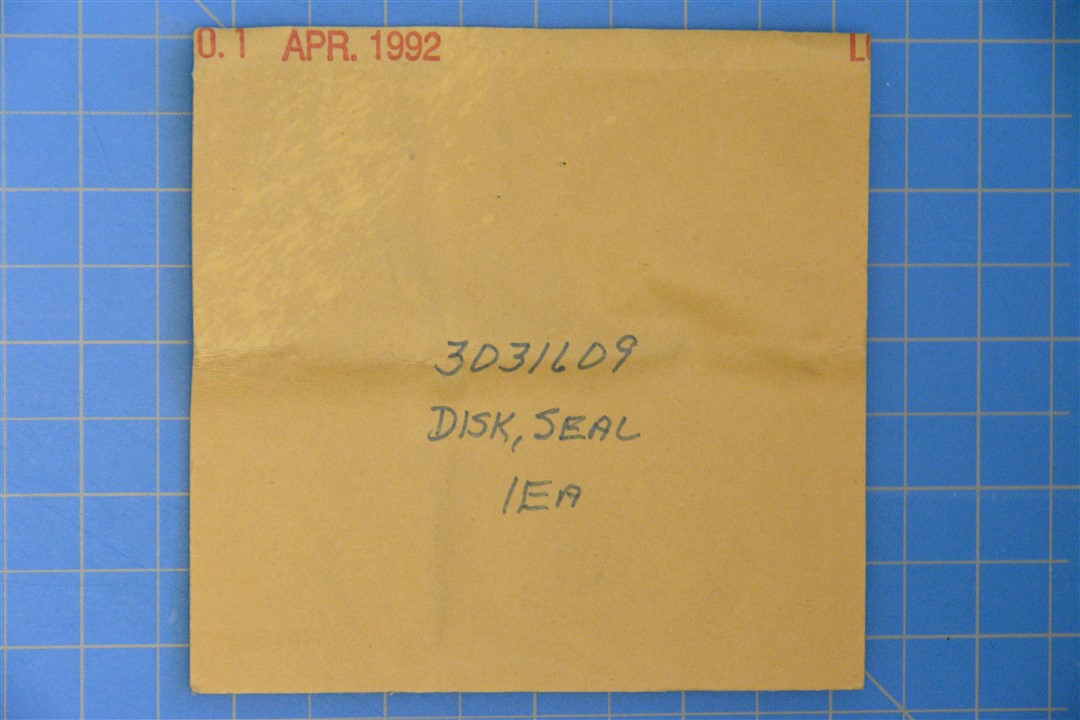 0. 1 APR. 1992
3031609
DISK, SEAL
1EA